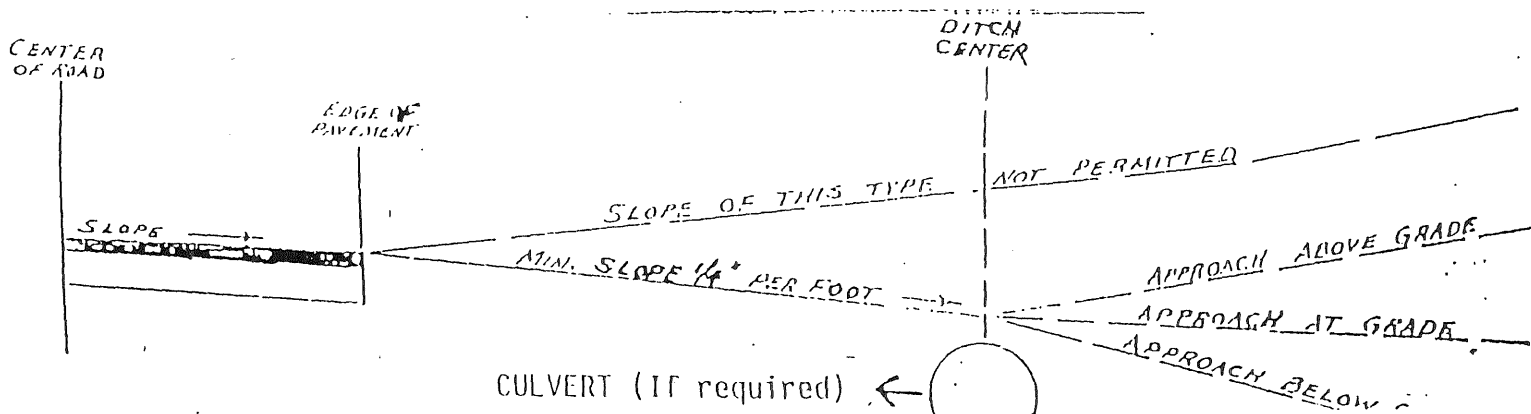 DITCH
CENTER
CENTER
OF ROAD
EDGE OF
PAVEMENT
SLOPE OF THIS TYPE NOT PERMITTED
SLOPE
MIN. SLOPE 1/4" PER FOOT
APPROACH ABOVE GRADE
APPROACH AT GRADE
APPROACH BELOW
CULVERT (If required)